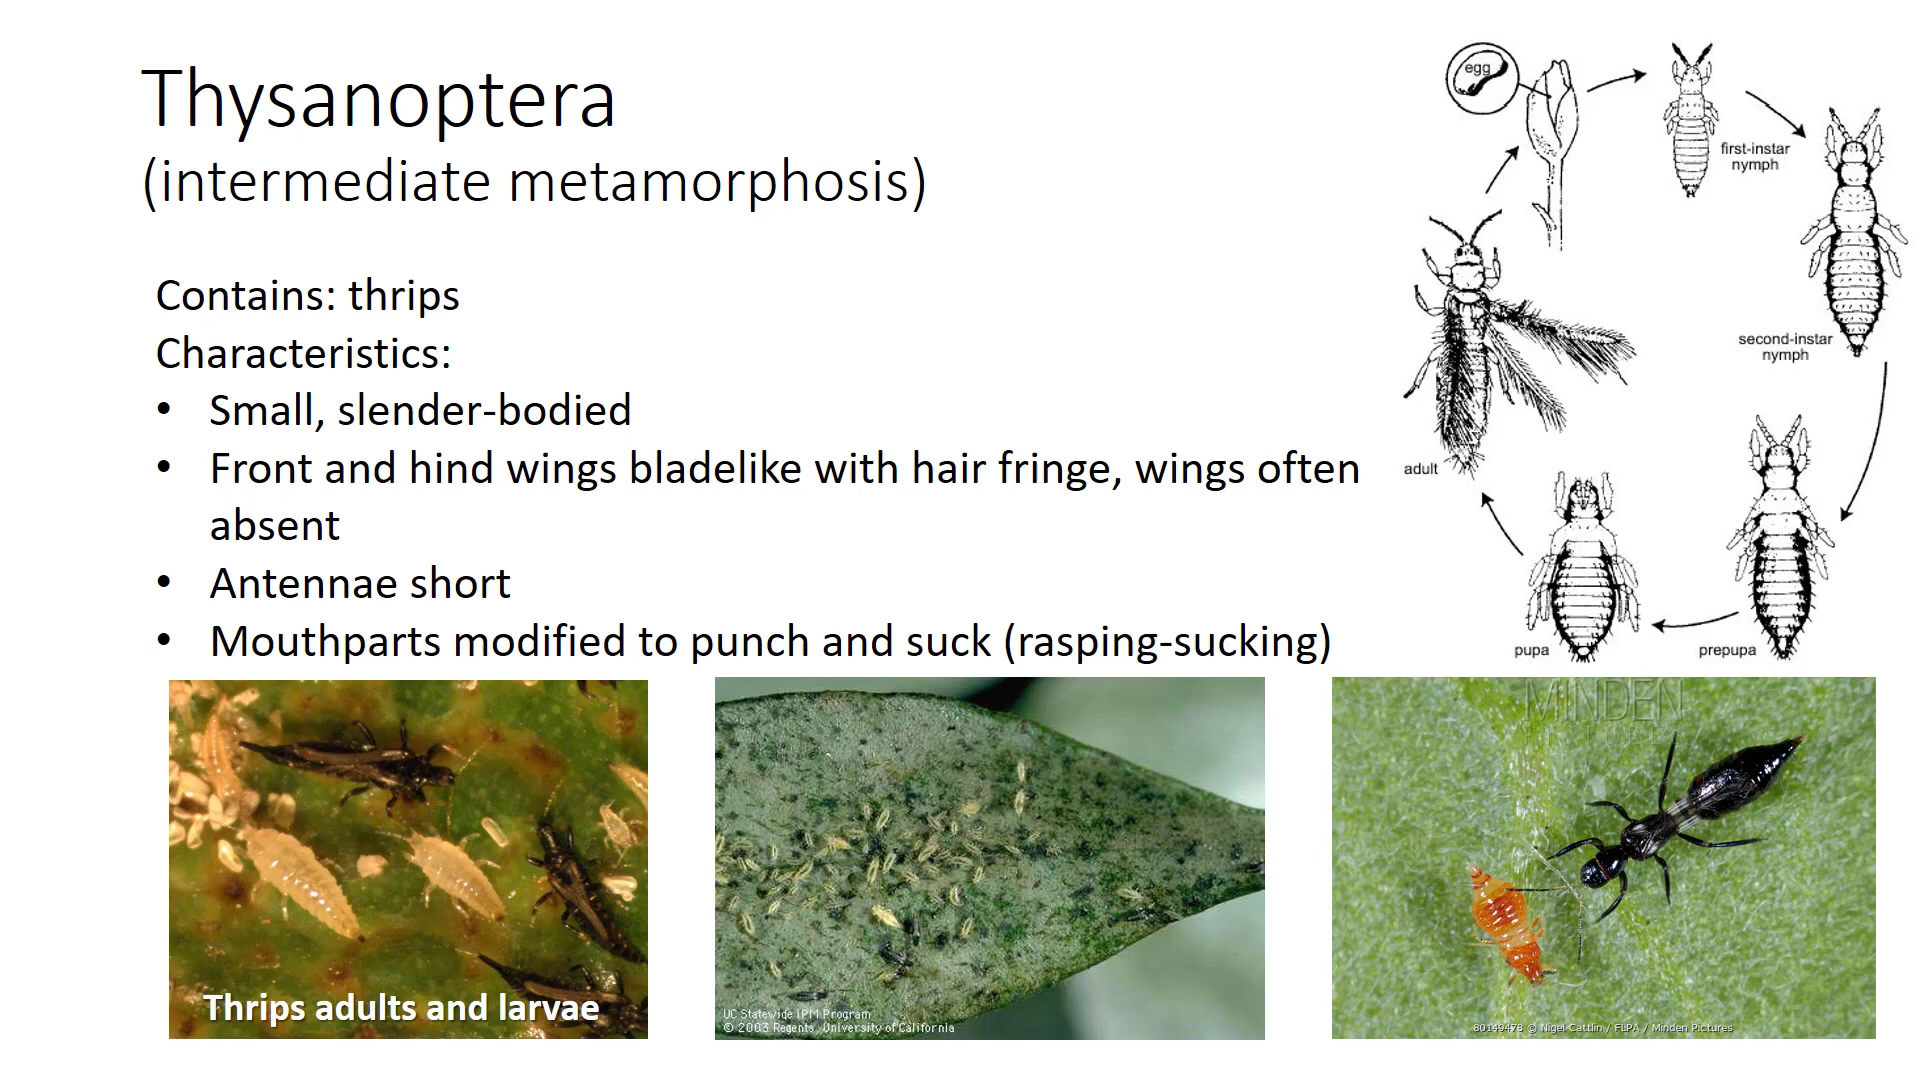 Thysanoptera
(intermediate metamorphosis)
Contains: thrips
Characteristics:
• Small, slender-bodied
• Front and hind wings bladelike with hair fringe, wings often
absent
• Antennae short
• Mouthparts modified to punch and suck (rasping-sucking)
egg
first-instar
nymph
second-instar
nymph
adult
pupa
prepupa
Thrips adults and larvae
UC Statewide IPM Program
© 2003 Regents, University of California
MINDEN
PICTURES
80149473 © Nigel Cattlin / FLPA / Minden Pictures